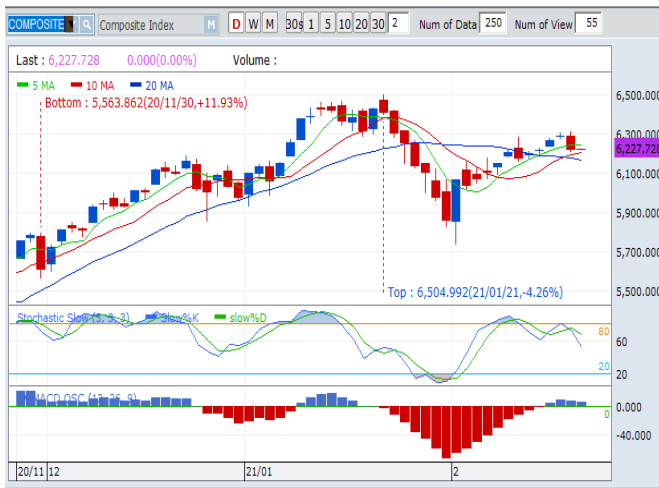 COMPOSITE Composite Index M D W M 30s 1 5 10 20 30 2 Num of Data 250 Num of View 55
Last : 6,227.728 0.000(0.00%) Volume :
5 MA 10 MA 20 MA
Bottom : 5,563.862(20/11/30,+11.93%)
6,500.000
6,300.000
6,227.728
6,100.000
5,900.000
5,700.000
Top : 6,504.992(21/01/21,-4.26%)
5,500.000
Stochastic Slow(5, 3, 3) Slow%K slow%D
80
60
20
20
MACD OSC (12, 26, 9)
0.000
0
-40.000
20/11 12 21/01 2